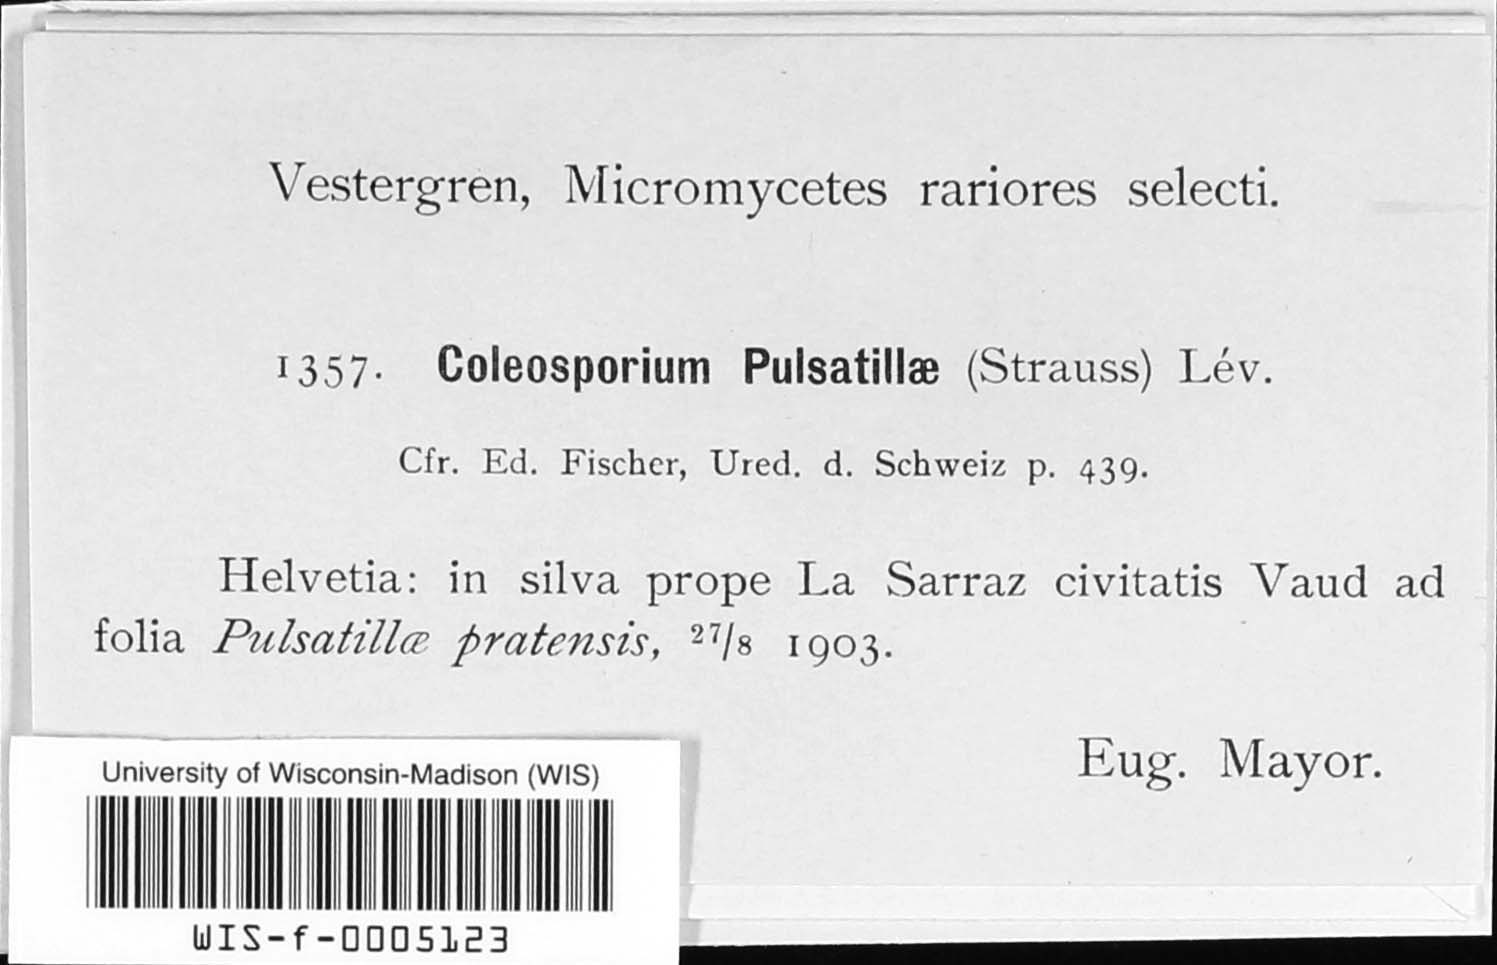 Vestergren, Micromycetes rariores selecti.
1357. Coleosporium Pulsatillæ (Strauss) Lév.
Cfr. Ed. Fischer, Ured. d. Schweiz p. 439.
Helvetia: in silva prope La Sarraz civitatis Vaud ad
folia Pulsatillæ pratensis, 27/8 1903.
Eug. Mayor.
University of Wisconsin-Madison (WIS)
WIS-f-0005123